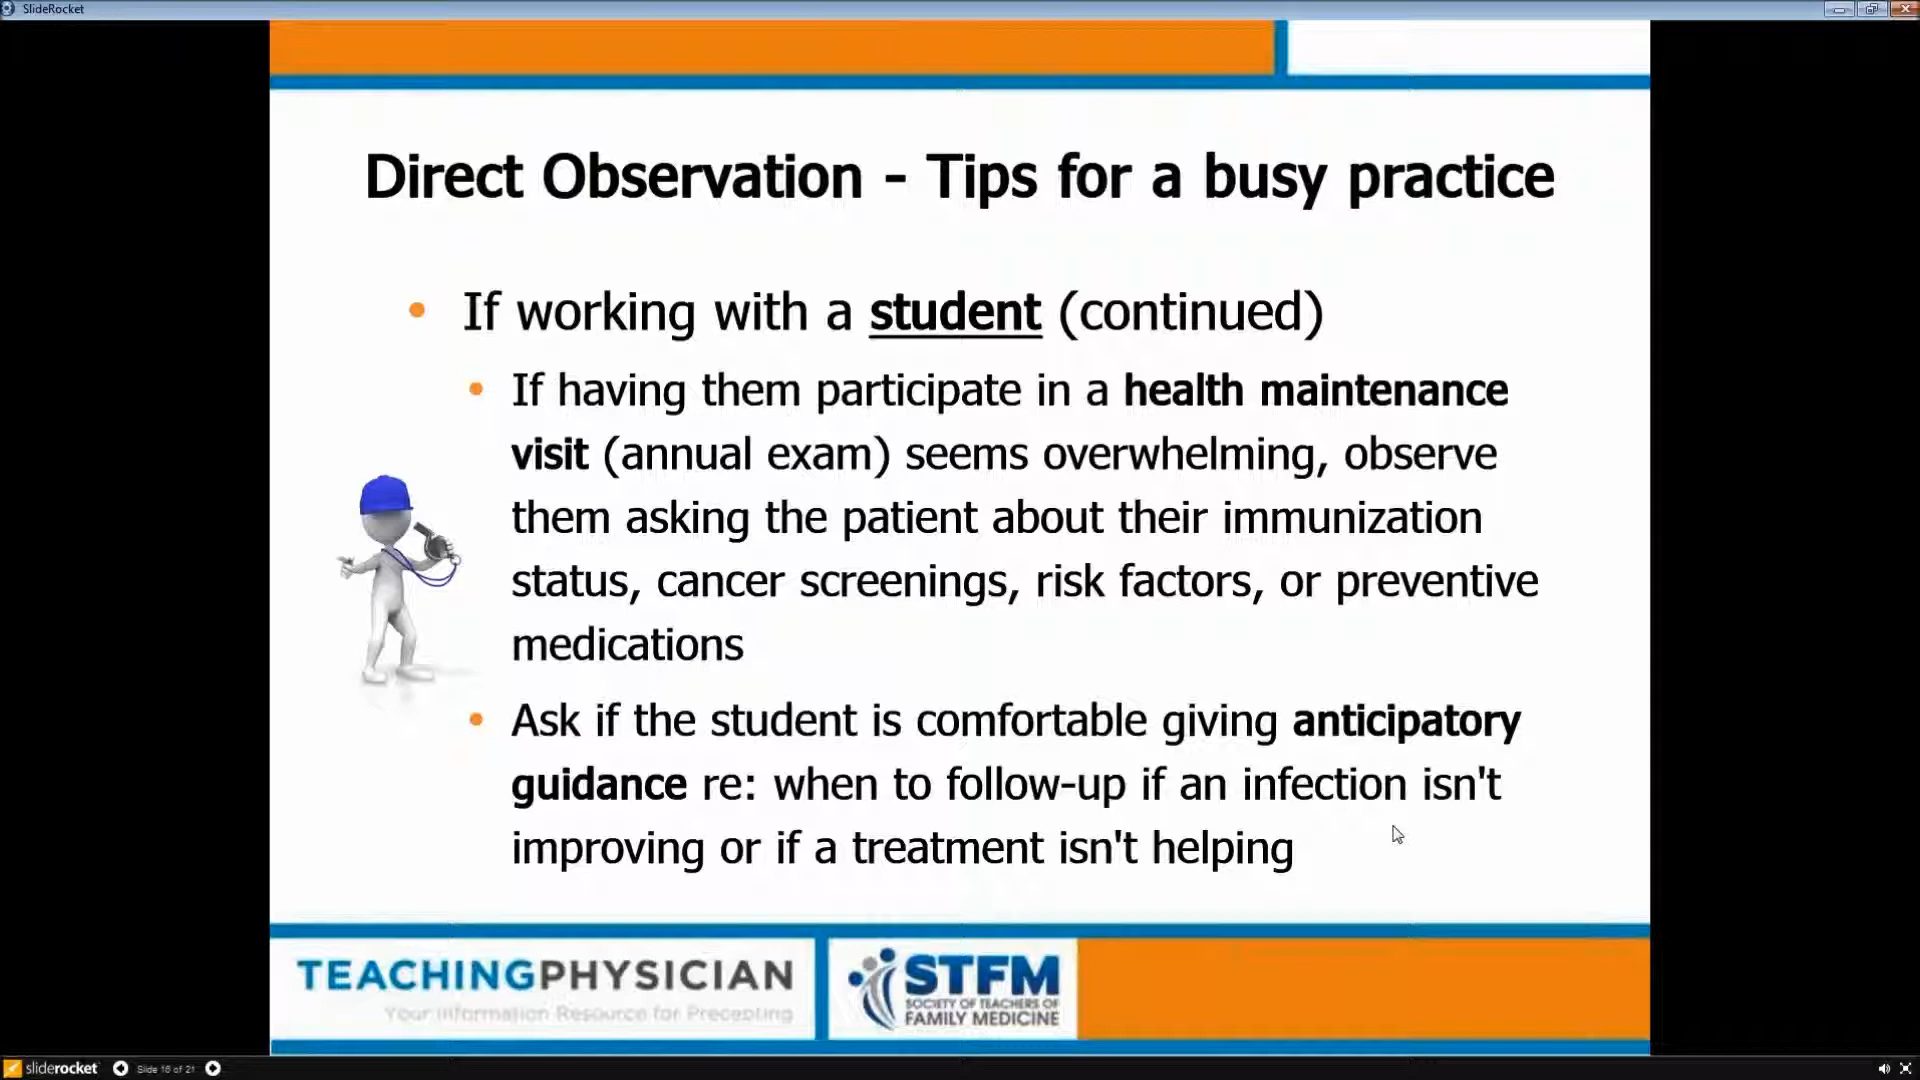 SlideRocket
Direct Observation - Tips for a busy practice
• If working with a student (continued)
• If having them participate in a health maintenance
visit (annual exam) seems overwhelming, observe
them asking the patient about their immunization
status, cancer screenings, risk factors, or preventive
medications
• Ask if the student is comfortable giving anticipatory
guidance re: when to follow-up if an infection isn't
improving or if a treatment isn't helping
TEACHINGPHYSICIAN
Your Information Resource for Precepting
STFM
SOCIETY OF TEACHERS OF
FAMILY MEDICINE
sliderocket
Slide 16 of 21